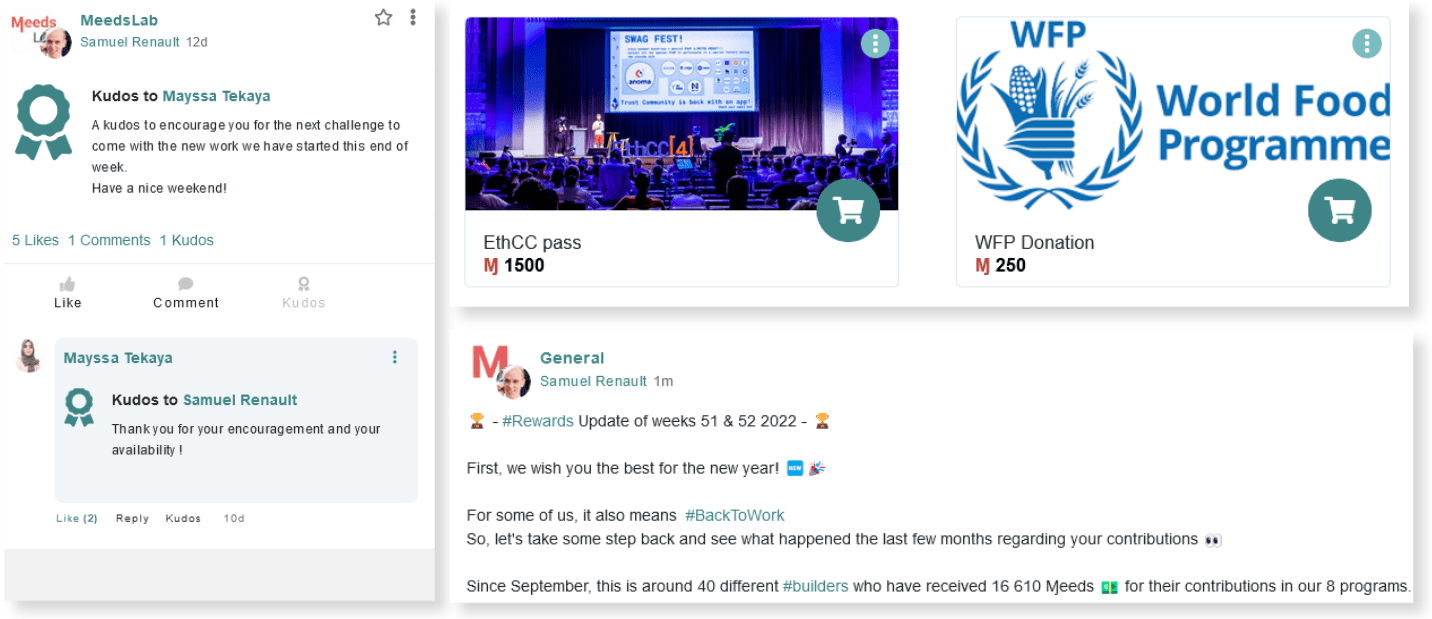 Meeds
MeedsLab
Samuel Renault 12d
Kudos to Mayssa Tekaya
A kudos to encourage you for the next challenge to
come with the new work we have started this end of
week.
Have a nice weekend!
5 Likes 1 Comments 1 Kudos
Like Comment Kudos
Mayssa Tekaya
Kudos to Samuel Renault
Thank you for your encouragement and your
availability !
Like (2) Reply Kudos 10d
SWAG FEST!
anoma
Trust Community is back with an app!
EthCC[4]
EthCC pass
Ɱ 1500
WFP
World Food
Programme
WFP Donation
Ɱ 250
M
General
Samuel Renault 1m
🏆 - #Rewards Update of weeks 51 & 52 2022 - 🏆
First, we wish you the best for the new year! 🆕 🎉
For some of us, it also means #BackToWork
So, let's take some step back and see what happened the last few months regarding your contributions 👀
Since September, this is around 40 different #builders who have received 16 610 Ɱeeds 💵 for their contributions in our 8 programs.